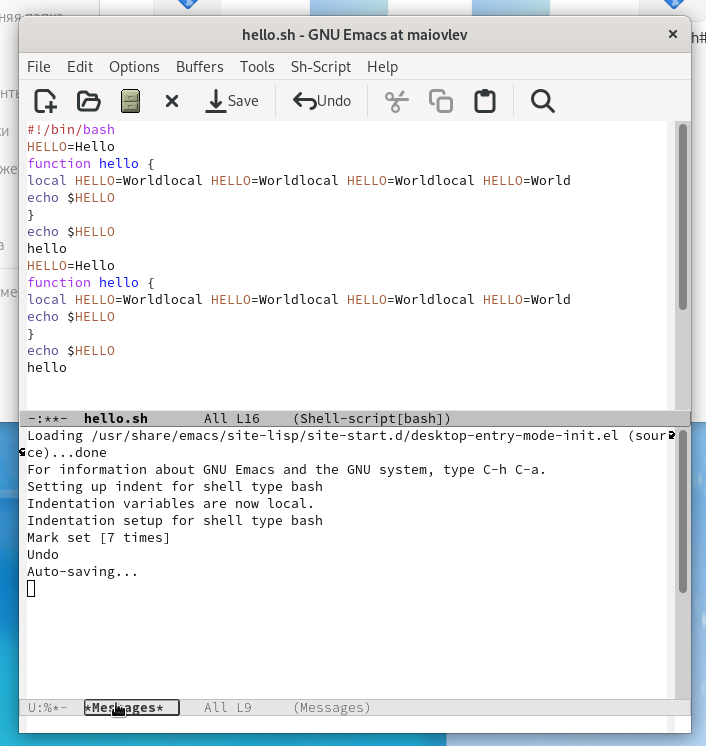 няя папка
hello.sh - GNU Emacs at maiovlev
×
h#
File Edit Options Buffers Tools Sh-Script Help
Save Undo
#!/bin/bash
HELLO=Hello
function hello {
local HELLO=Worldlocal HELLO=Worldlocal HELLO=Worldlocal HELLO=World
echo $HELLO
}
echo $HELLO
hello
HELLO=Hello
function hello {
local HELLO=Worldlocal HELLO=Worldlocal HELLO=Worldlocal HELLO=World
echo $HELLO
}
echo $HELLO
hello
-:**- hello.sh All L16 (Shell-script[bash])
Loading /usr/share/emacs/site-lisp/site-start.d/desktop-entry-mode-init.el (sour
ce)...done
For information about GNU Emacs and the GNU system, type C-h C-a.
Setting up indent for shell type bash
Indentation variables are now local.
Indentation setup for shell type bash
Mark set [7 times]
Undo
Auto-saving...
U:%*- *Messages* All L9 (Messages)